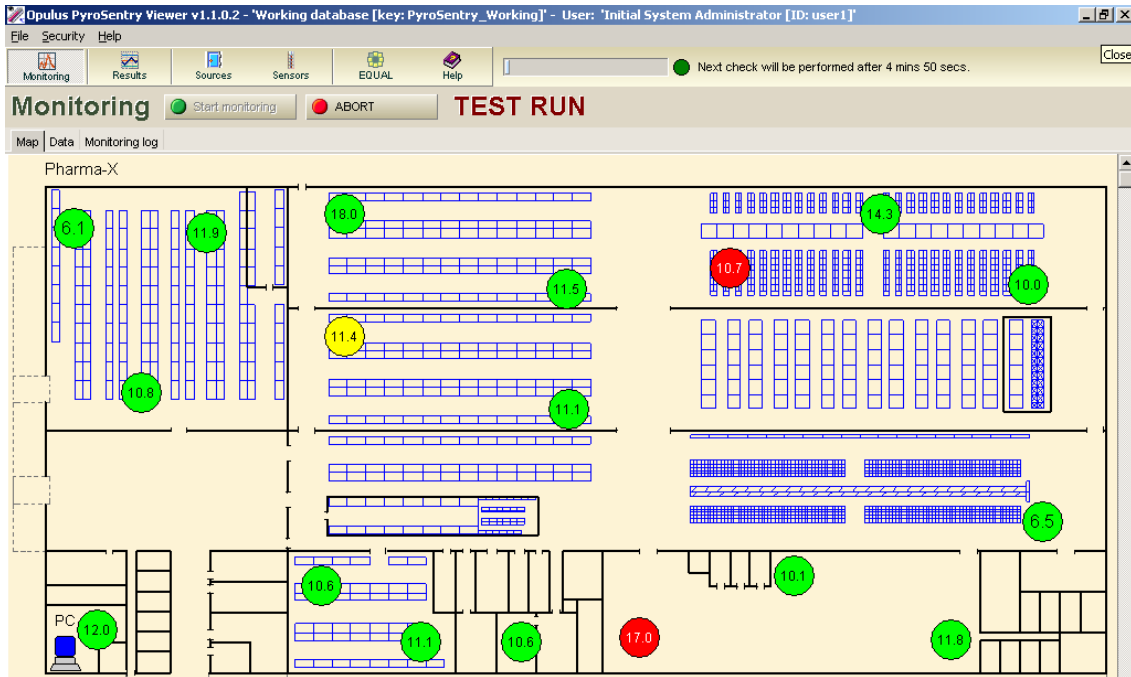 Opulus PyroSentry Viewer v1.1.0.2 - 'Working database [key: PyroSentry_Working]' - User: 'Initial System Administrator [ID: user1]'
File Security Help
Close
Monitoring Results Sources Sensors EQUAL Help
Next check will be performed after 4 mins 50 secs.
Monitoring Start monitoring ABORT TEST RUN
Map Data Monitoring log
Pharma-X
6.1 11.9 18.0 14.3
10.7
11.5 10.0
11.4
10.8
11.1
6.5
10.6 10.1
PC 12.0 11.1 10.6 17.0 11.8